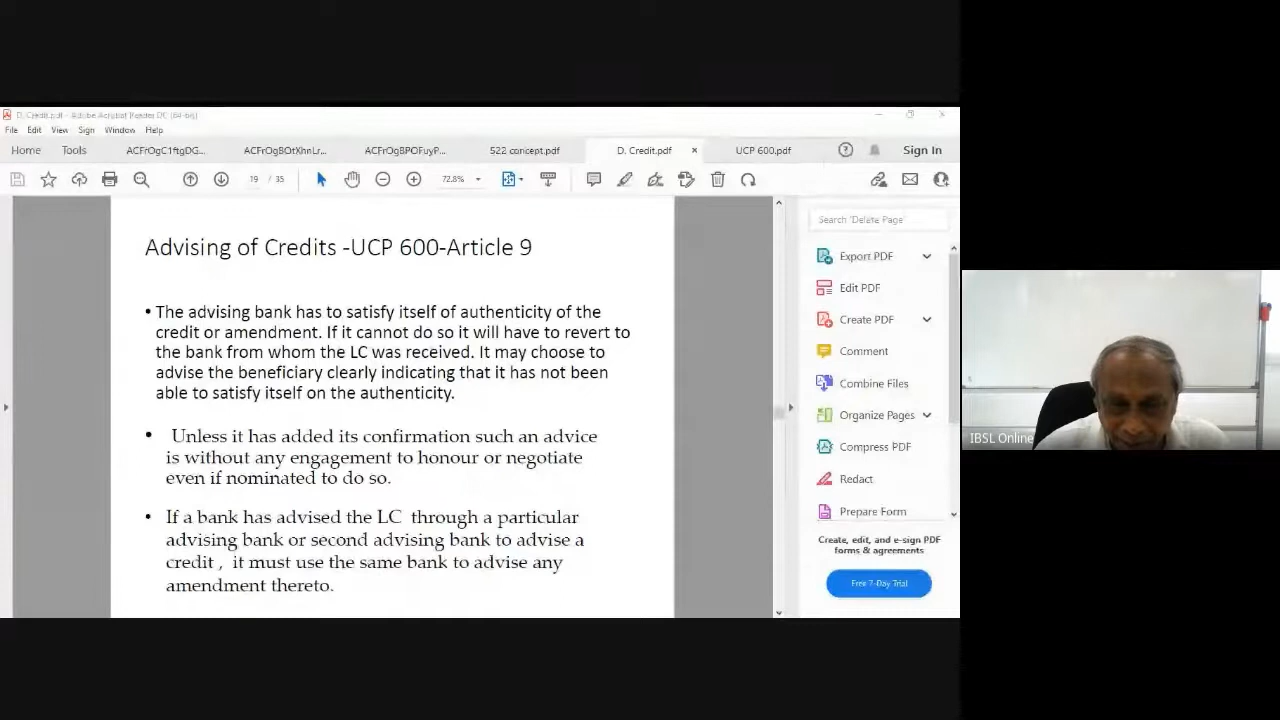 D. Credit.pdf - Adobe Acrobat Reader DC (64-bit)
File Edit View Sign Window Help
Home Tools ACFrOgC1ftgDG... ACFrOgBOtXhnLr... ACFrOgBPOFuyP... 522 concept.pdf D. Credit.pdf × UCP 600.pdf Sign In
19 / 35 72.8%
Advising of Credits -UCP 600-Article 9
• The advising bank has to satisfy itself of authenticity of the
credit or amendment. If it cannot do so it will have to revert to
the bank from whom the LC was received. It may choose to
advise the beneficiary clearly indicating that it has not been
able to satisfy itself on the authenticity.
• Unless it has added its confirmation such an advice
is without any engagement to honour or negotiate
even if nominated to do so.
• If a bank has advised the LC through a particular
advising bank or second advising bank to advise a
credit , it must use the same bank to advise any
amendment thereto.
Search 'Delete Page
Export PDF
Edit PDF
Create PDF
Comment
Combine Files
Organize Pages
Compress PDF
Redact
Prepare Form
Create, edit, and e-sign PDF
forms & agreements
Free 7-Day Trial
IBSL Online